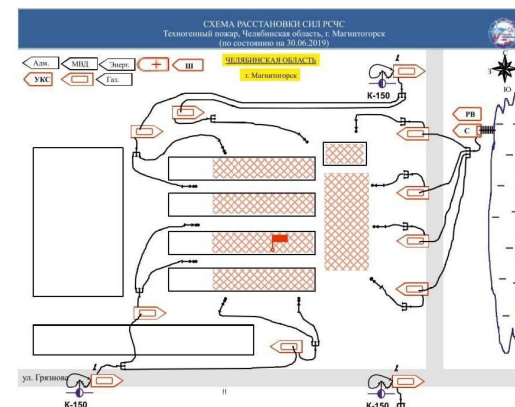 СХЕМА РАССТАНОВКИ СИЛ РСЧС
Техногенный пожар, Челябинская область, г. Магнитогорск
(по состоянию на 30.06.2019)
Адм.
МВД
Энерг.
Ш
УКС
Газ.
ЧЕЛЯБИНСКАЯ ОБЛАСТЬ
г. Магнитогорск
С
З
Ю
К-150
РВ
С
ул. Грязнова
К-150
К-150